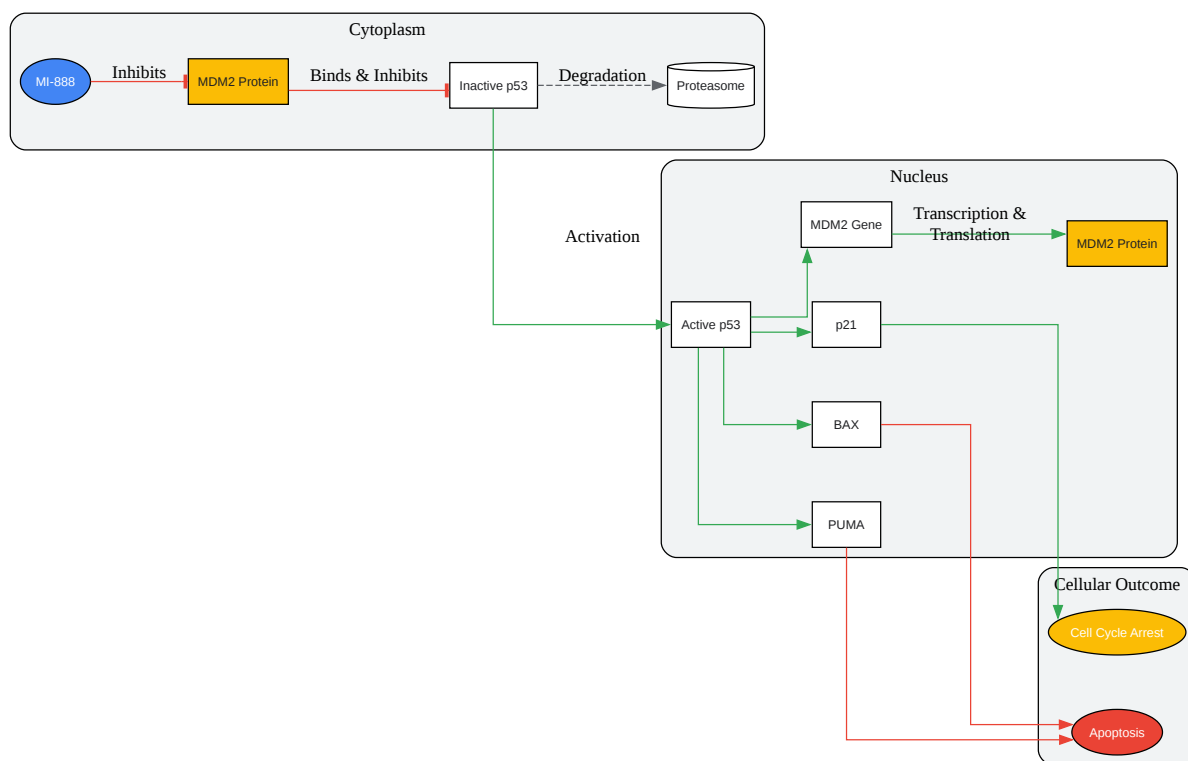 Cytoplasm
MI-888
Inhibits
MDM2 Protein
Binds & Inhibits
Inactive p53
Degradation
Proteasome
Nucleus
Activation
MDM2 Gene
Transcription &
Translation
MDM2 Protein
Active p53
p21
BAX
PUMA
Cellular Outcome
Cell Cycle Arrest
Apoptosis